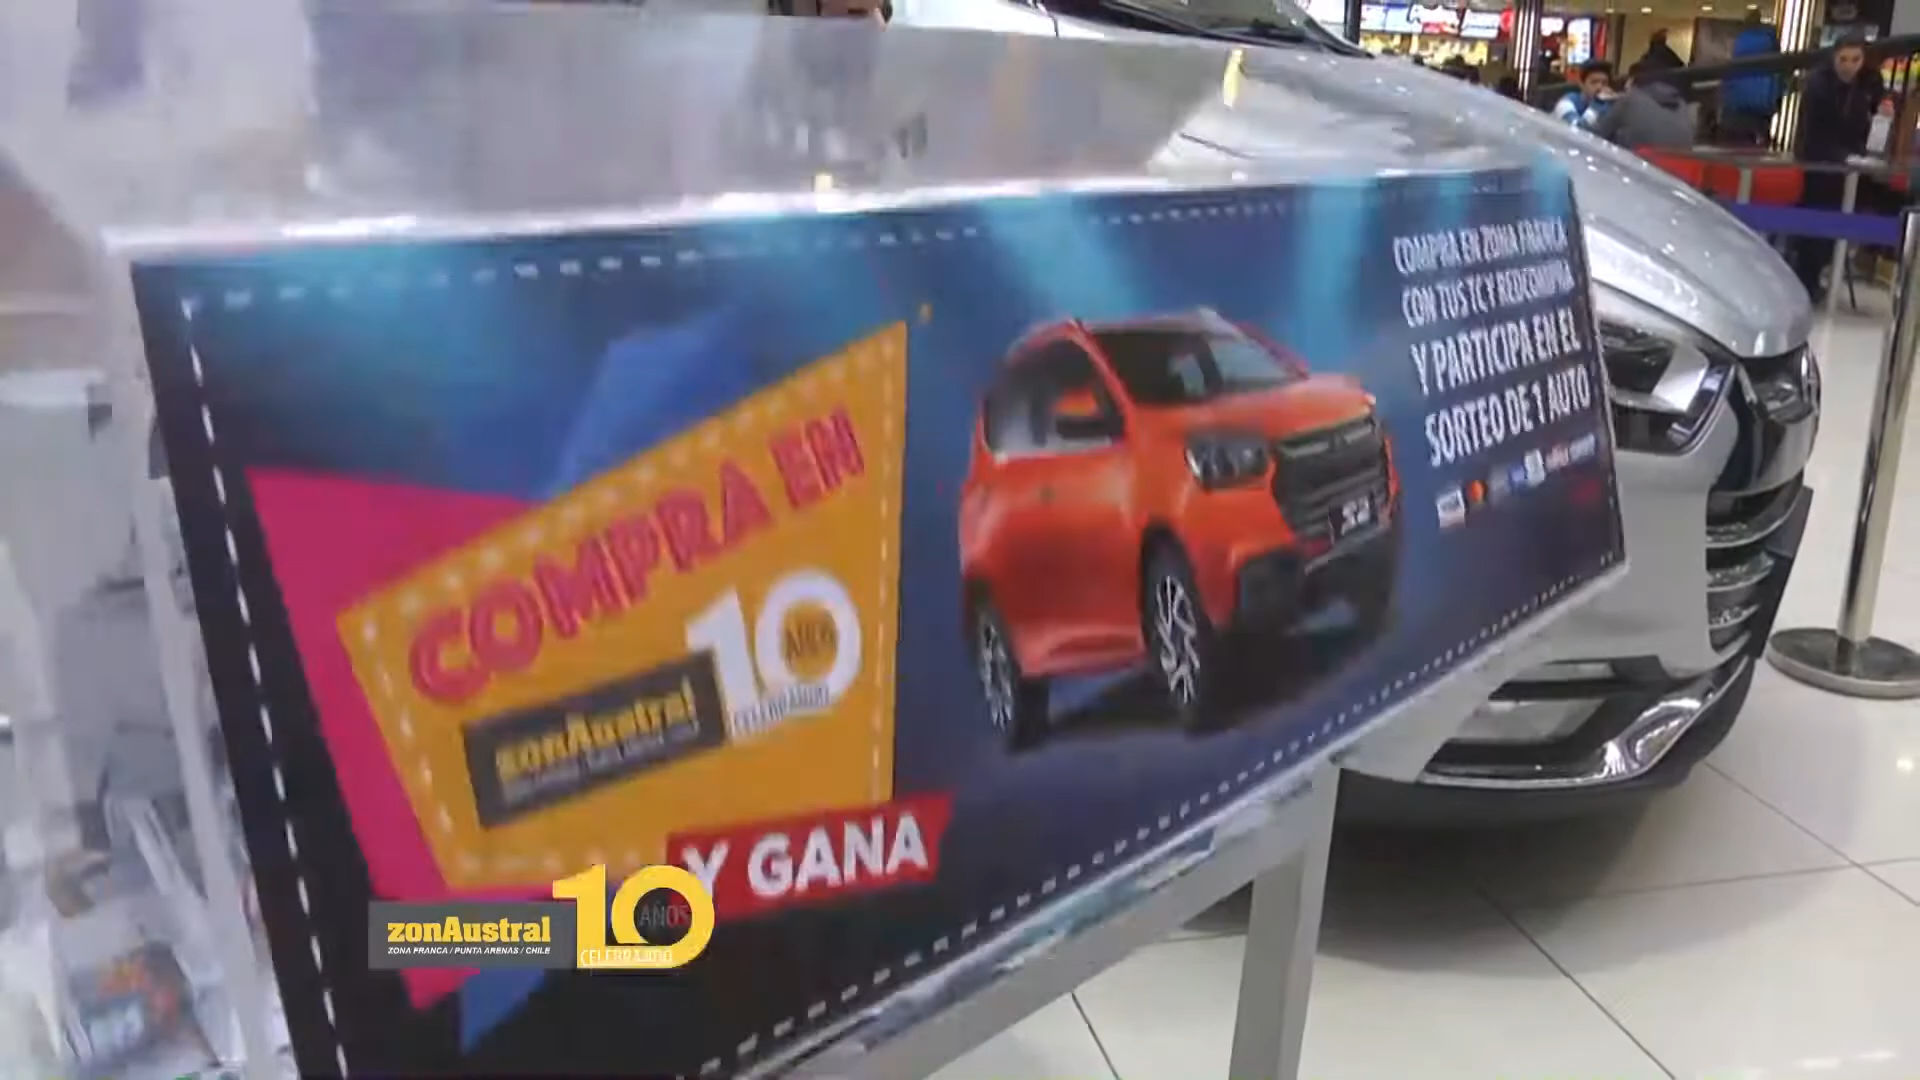 COMPRA EN ZONA FRANCA
CON TUS TC Y REDCOMPRA
Y PARTICIPA EN EL
SORTEO DE 1 AUTO
COMPRA EN
10
AÑOS
CELEBRANDO
zonAustral
Y GANA
zonAustral
ZONA FRANCA / PUNTA ARENAS / CHILE
10
AÑOS
CELEBRANDO